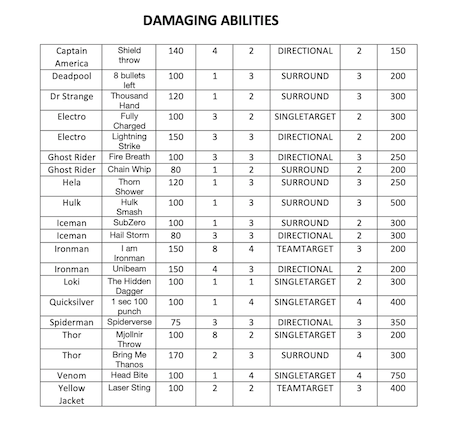 DAMAGING ABILITIES
Captain America Shield throw 140 4 2 DIRECTIONAL 2 150
Deadpool 8 bullets left 100 1 3 SURROUND 3 200
Dr Strange Thousand Hand 120 1 2 SURROUND 3 300
Electro Fully Charged 100 3 2 SINGLETARGET 2 300
Electro Lightning Strike 150 3 3 DIRECTIONAL 2 200
Ghost Rider Fire Breath 100 3 3 DIRECTIONAL 3 250
Ghost Rider Chain Whip 80 1 2 SURROUND 2 200
Hela Thorn Shower 120 1 3 SURROUND 3 250
Hulk Hulk Smash 100 1 3 SURROUND 3 500
Iceman SubZero 100 1 3 SURROUND 2 300
Iceman Hail Storm 80 3 3 DIRECTIONAL 2 300
Ironman I am Ironman 150 8 4 TEAMTARGET 3 200
Ironman Unibeam 150 4 3 DIRECTIONAL 2 200
Loki The Hidden Dagger 100 1 1 SINGLETARGET 2 300
Quicksilver 1 sec 100 punch 100 1 4 SINGLETARGET 4 400
Spiderman Spiderverse 75 3 3 DIRECTIONAL 3 350
Thor Mjollnir Throw 100 8 2 SINGLETARGET 3 200
Thor Bring Me Thanos 170 2 3 SURROUND 4 300
Venom Head Bite 100 1 4 SINGLETARGET 4 750
Yellow Jacket Laser Sting 100 2 2 TEAMTARGET 3 400